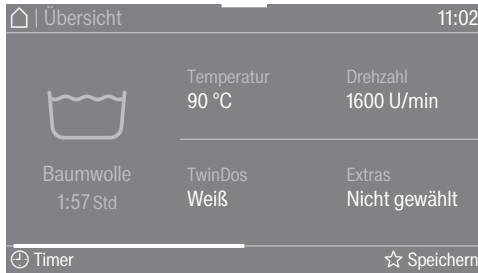 Übersicht
11:02
Temperatur
90 °C
Drehzahl
1600 U/min
Baumwolle
1:57 Std
TwinDos
Weiß
Extras
Nicht gewählt
Timer
Speichern